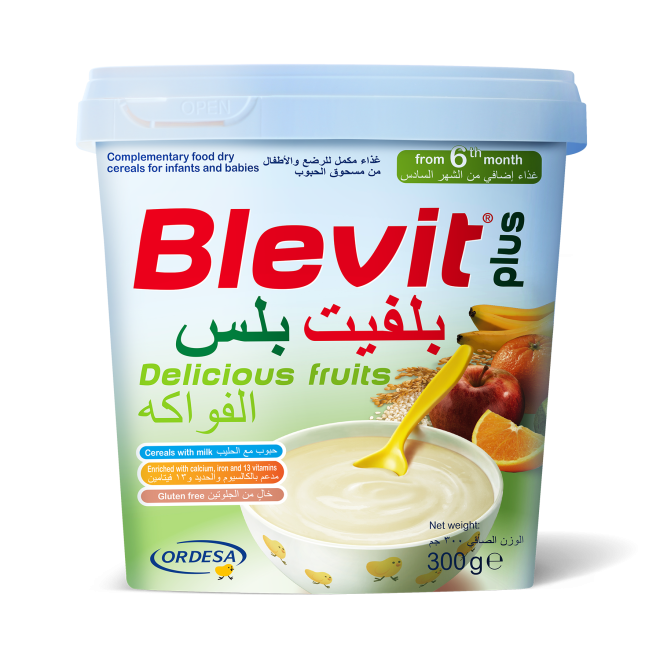 OPEN
Complementary food dry
cereals for infants and babies
غذاء مكمل للرضع والأطفال
من مسحوق الحبوب
from 6th month
غذاء إضافي من الشهر السادس
Blevit® plus
بلفيت بلس
Delicious fruits
الفواكه
Cereals with milk حبوب مع الحليب
Enriched with calcium, iron and 13 vitamins
مدعم بالكالسيوم والحديد و١٣ فيتامين
Gluten free خال من الجلوتين
ORDESA
Net weight:
الوزن الصافي ٣٠٠ جم
300 g ℮